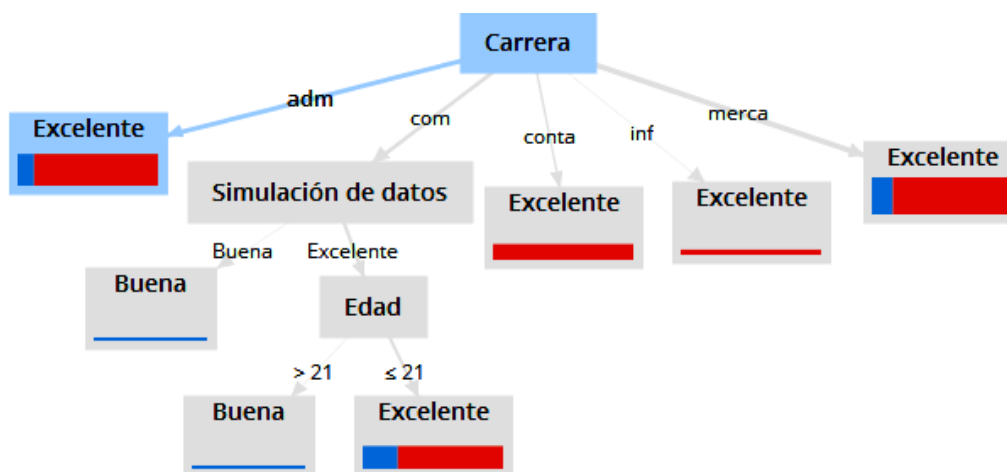 Carrera
adm
com
conta
inf
merca
Excelente
Simulación de datos
Excelente
Excelente
Excelente
Buena
Excelente
Buena
Edad
> 21
≤ 21
Buena
Excelente